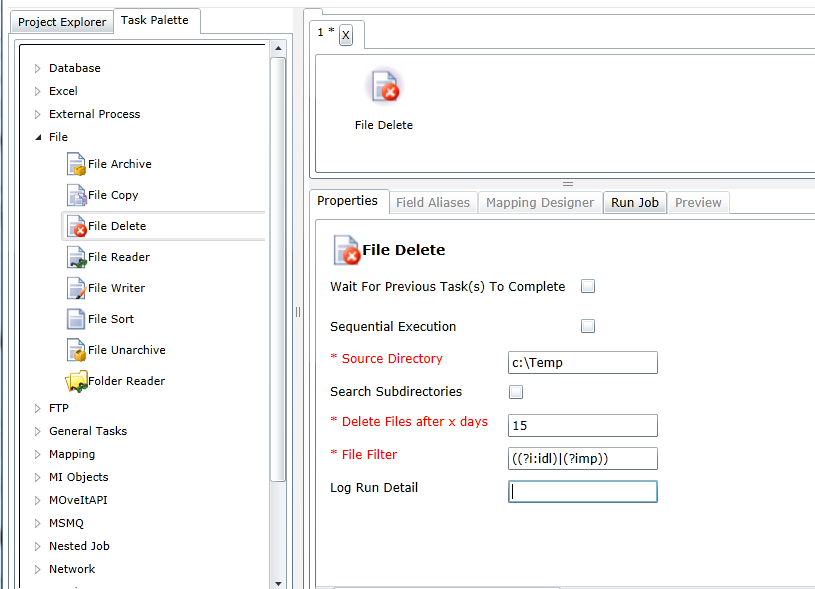 Project Explorer
Task Palette
Database
Excel
External Process
File
File Archive
File Copy
File Delete
File Reader
File Writer
File Sort
File Unarchive
Folder Reader
FTP
General Tasks
Mapping
MI Objects
MOveItAPI
MSMQ
Nested Job
Network
1 * X
File Delete
Properties
Field Aliases
Mapping Designer
Run Job
Preview
File Delete
Wait For Previous Task(s) To Complete
Sequential Execution
* Source Directory c:\Temp
Search Subdirectories
* Delete Files after x days 15
* File Filter ((?i:idl)|(?imp))
Log Run Detail